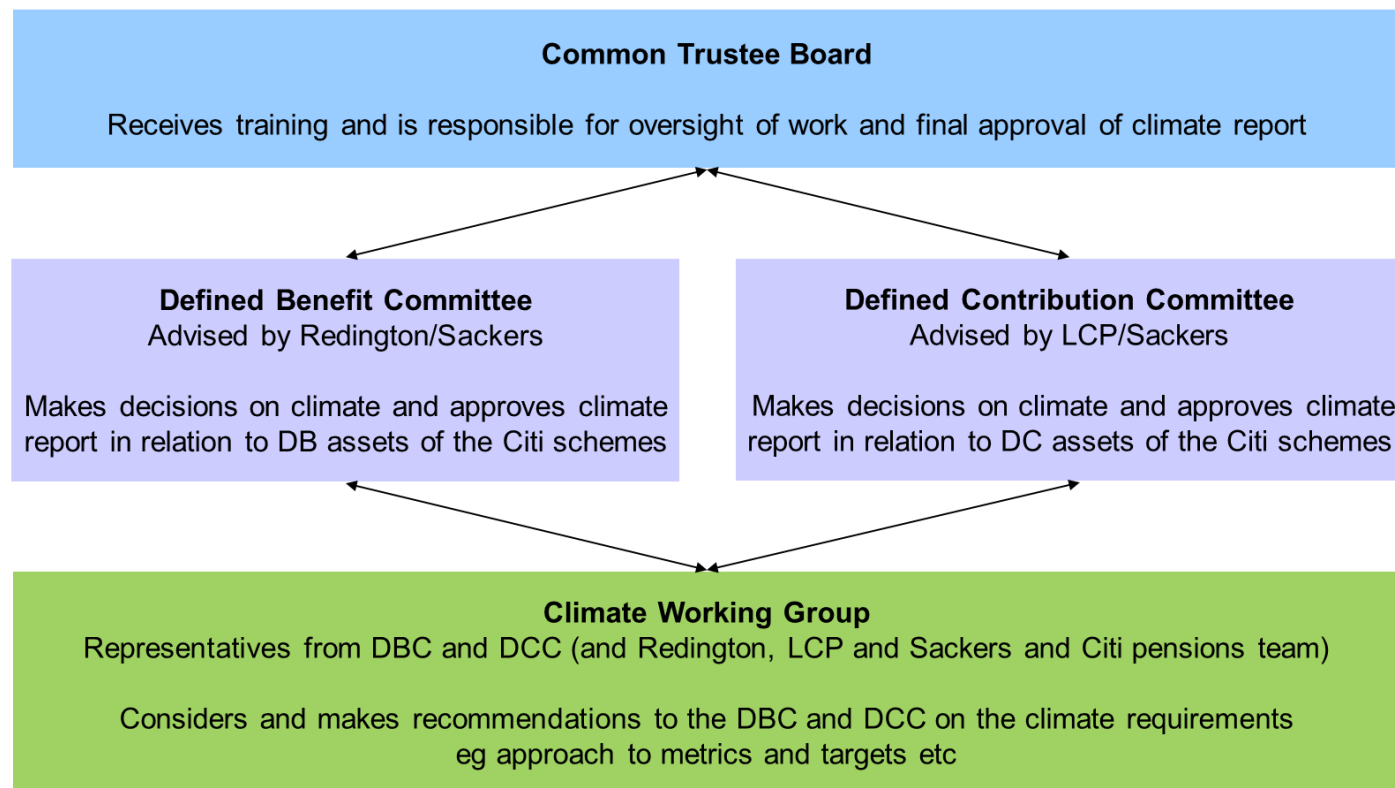 Common Trustee Board
Receives training and is responsible for oversight of work and final approval of climate report
Defined Benefit Committee
Advised by Redington/Sackers
Makes decisions on climate and approves climate
report in relation to DB assets of the Citi schemes
Defined Contribution Committee
Advised by LCP/Sackers
Makes decisions on climate and approves climate
report in relation to DC assets of the Citi schemes
Climate Working Group
Representatives from DBC and DCC (and Redington, LCP and Sackers and Citi pensions team)
Considers and makes recommendations to the DBC and DCC on the climate requirements
eg approach to metrics and targets etc